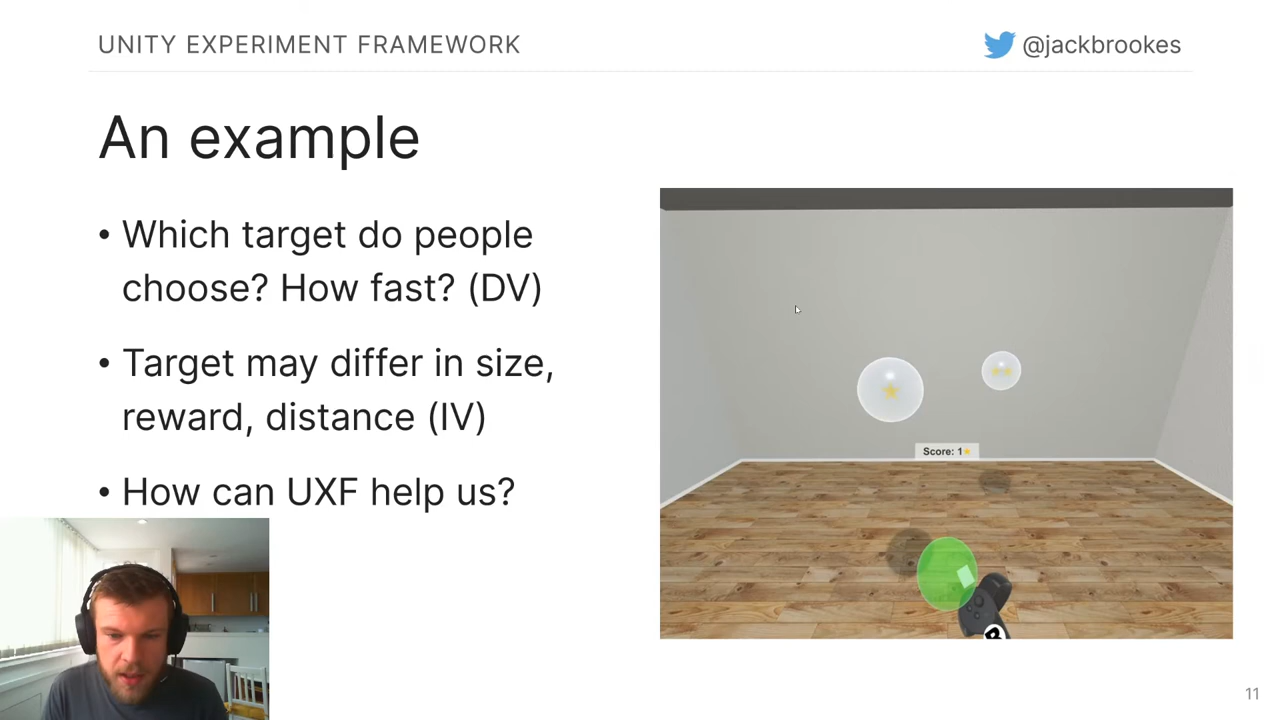 UNITY EXPERIMENT FRAMEWORK
@jackbrookes
An example
• Which target do people
choose? How fast? (DV)
• Target may differ in size,
reward, distance (IV)
• How can UXF help us?
Score: 1
11